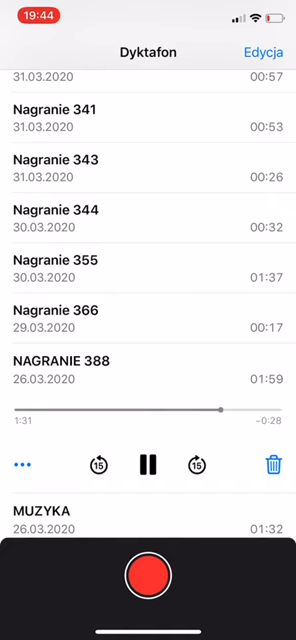 19:44
Dyktafon
Edycja
31.03.2020 00:57
Nagranie 341
31.03.2020 00:53
Nagranie 343
31.03.2020 00:26
Nagranie 344
30.03.2020 00:32
Nagranie 355
30.03.2020 01:37
Nagranie 366
29.03.2020 00:17
NAGRANIE 388
26.03.2020 01:59
1:31 −0:28
15 15
MUZYKA
26.03.2020 01:32